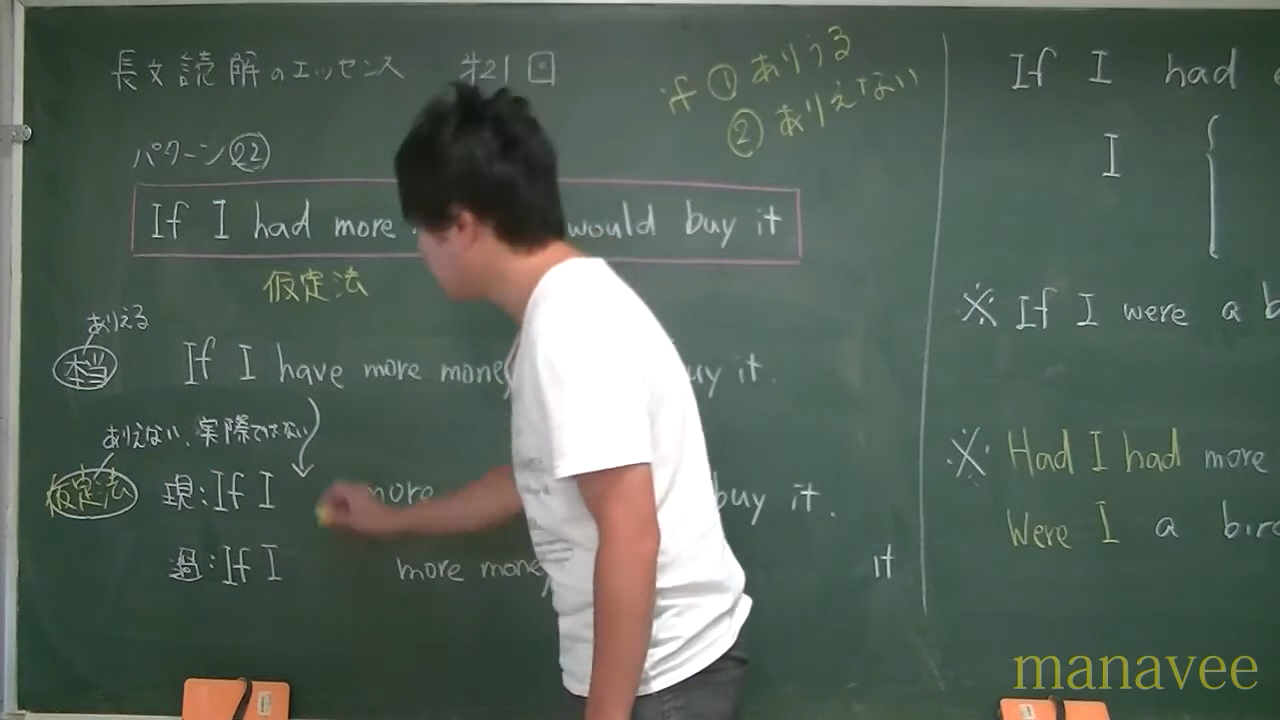 長文読解のエッセンス 第21回
if ① ありうる
② ありえない
パターン㉒
If I had more would buy it
仮定法
ありえる
本当 If I have more money buy it.
ありえない、実際ではない
仮定法 現:If I more buy it.
過:If I more money it
If I had
I {
※ If I were a b
※ Had I had more
Were I a bird
manavee